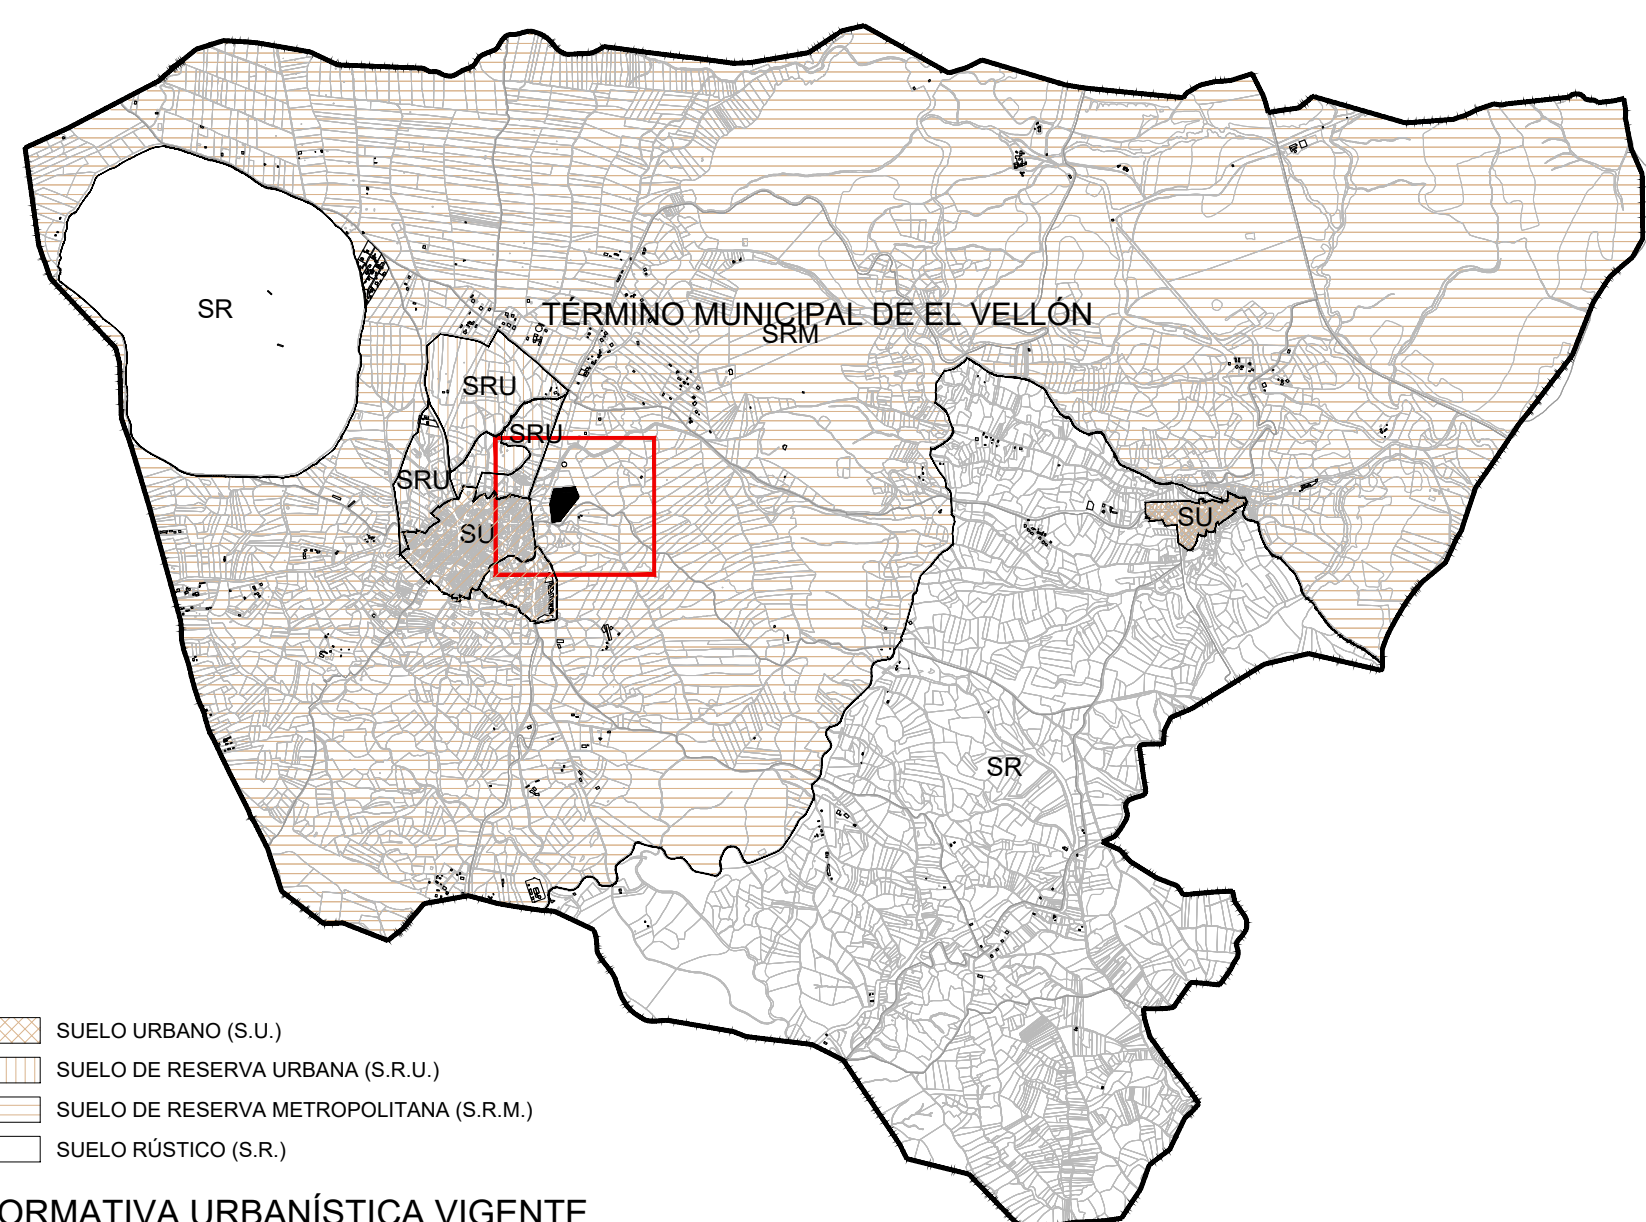 SR
TÉRMINO MUNICIPAL DE EL VELLÓN
SRM
SRU
SRU
SRU
SU
SU
SR
SUELO URBANO (S.U.)
SUELO DE RESERVA URBANA (S.R.U.)
SUELO DE RESERVA METROPOLITANA (S.R.M.)
SUELO RÚSTICO (S.R.)
ORMATIVA URBANÍSTICA VIGENTE